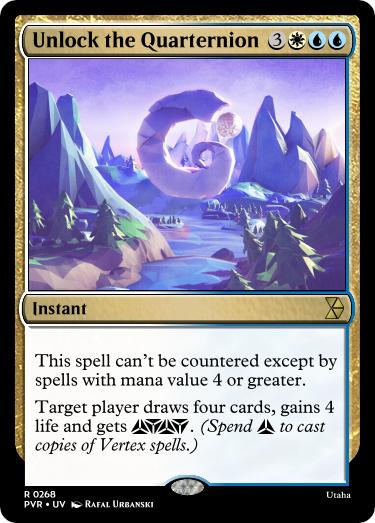 Unlock the Quarternion 3
Instant
This spell can't be countered except by
spells with mana value 4 or greater.
Target player draws four cards, gains 4
life and gets . (Spend to cast
copies of Vertex spells.)
R 0268
PVR • UV Rafal Urbanski
Utaha